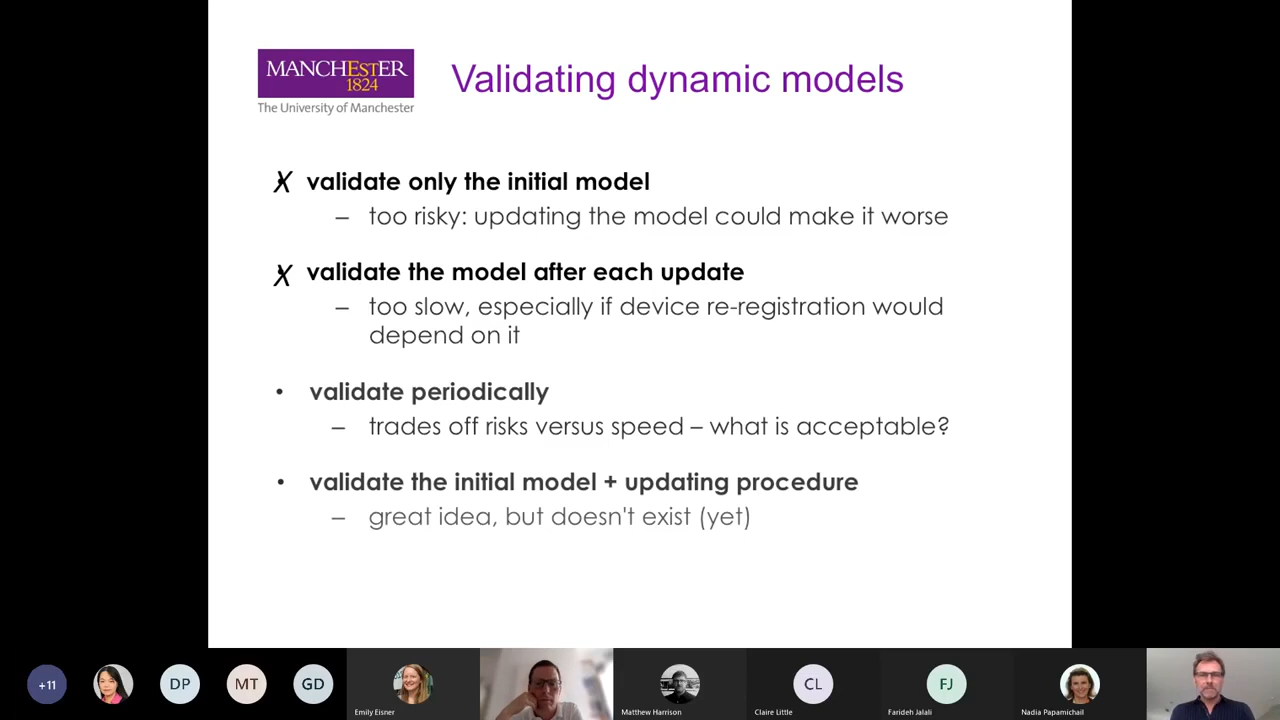 MANCHESTER
1824
The University of Manchester
Validating dynamic models
✗ validate only the initial model
– too risky: updating the model could make it worse
✗ validate the model after each update
– too slow, especially if device re-registration would
depend on it
• validate periodically
– trades off risks versus speed – what is acceptable?
• validate the initial model + updating procedure
– great idea, but doesn't exist (yet)
+11
DP
MT
GD
Emily Eisner
Matthew Harrison
CL
Claire Little
FJ
Farideh Jalali
Nadia Papamichail